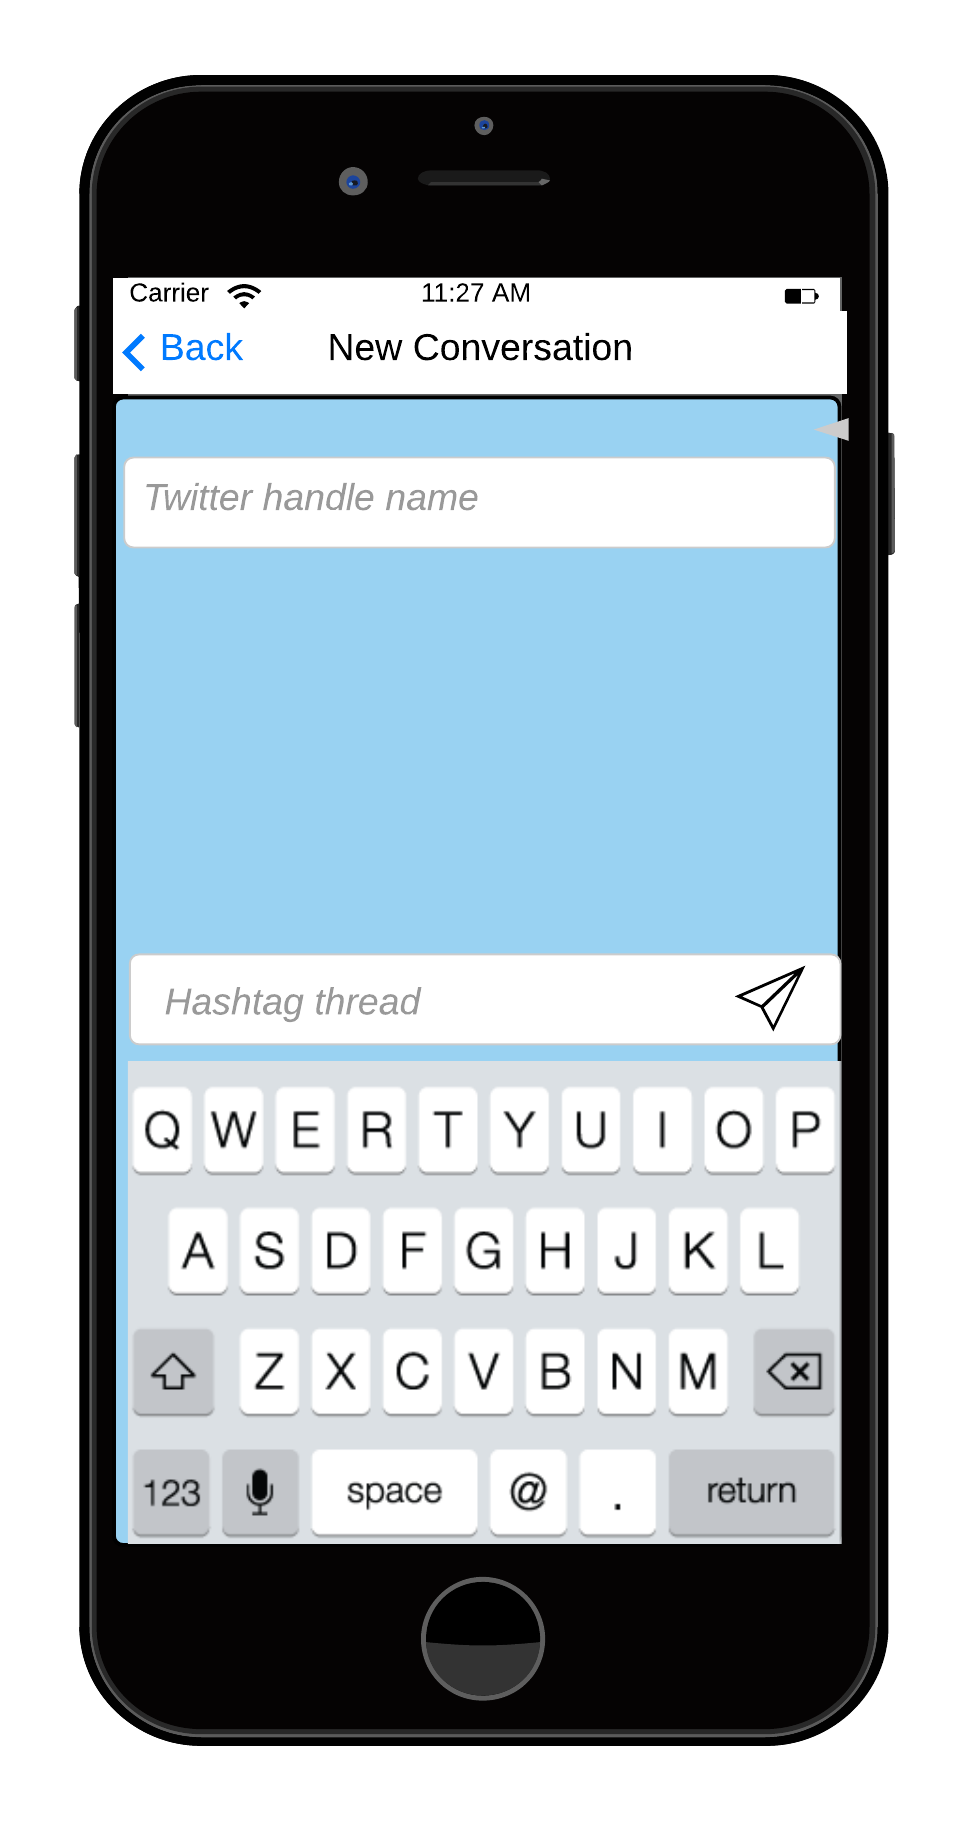 Carrier 11:27 AM
Back New Conversation
Twitter handle name
Hashtag thread
Q W E R T Y U I O P
A S D F G H J K L
Z X C V B N M
123 space @ . return